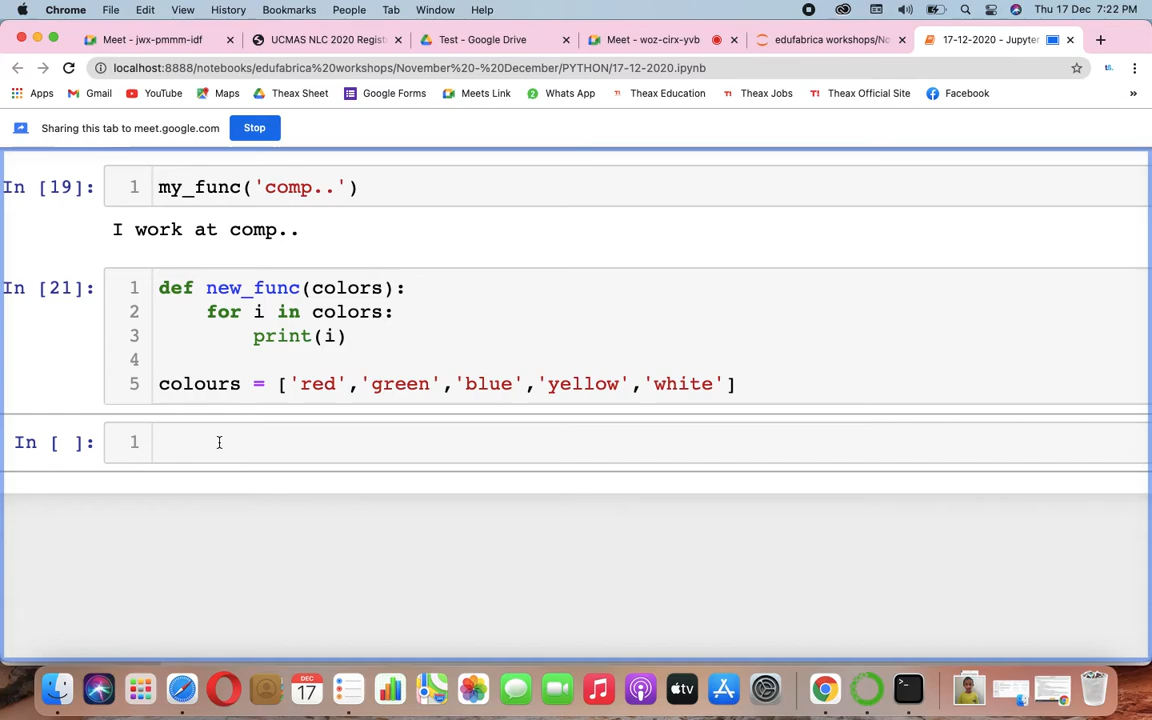 Chrome File Edit View History Bookmarks People Tab Window Help Thu 17 Dec 7:22 PM
Meet - jwx-pmmm-idf UCMAS NLC 2020 Regist Test - Google Drive Meet - woz-cirx-yvb edufabrica workshops/No 17-12-2020 - Jupyter
localhost:8888/notebooks/edufabrica%20workshops/November%20-%20December/PYTHON/17-12-2020.ipynb
Apps Gmail YouTube Maps Theax Sheet Google Forms Meets Link Whats App Theax Education Theax Jobs Theax Official Site Facebook »
Sharing this tab to meet.google.com Stop
In [19]: 1 my_func('comp..')
I work at comp..
In [21]: 1 def new_func(colors):
2 for i in colors:
3 print(i)
4
5 colours = ['red','green','blue','yellow','white']
In [ ]: 1
DEC
17
tv